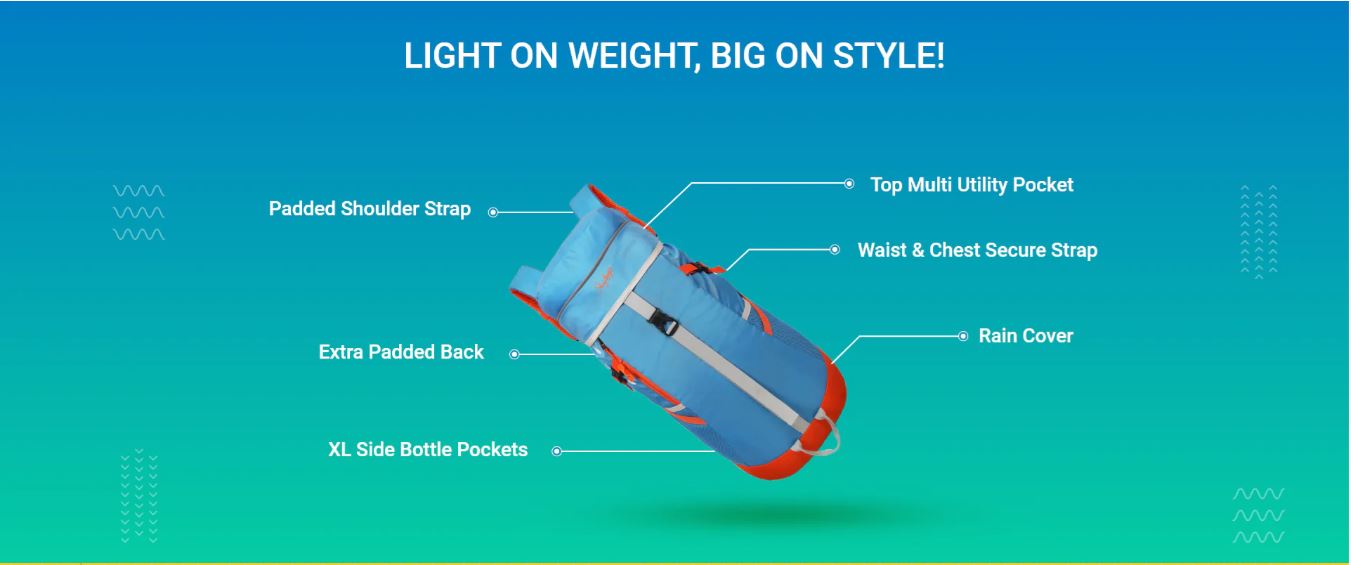 LIGHT ON WEIGHT, BIG ON STYLE!
Padded Shoulder Strap
Top Multi Utility Pocket
Waist & Chest Secure Strap
Rain Cover
Extra Padded Back
XL Side Bottle Pockets